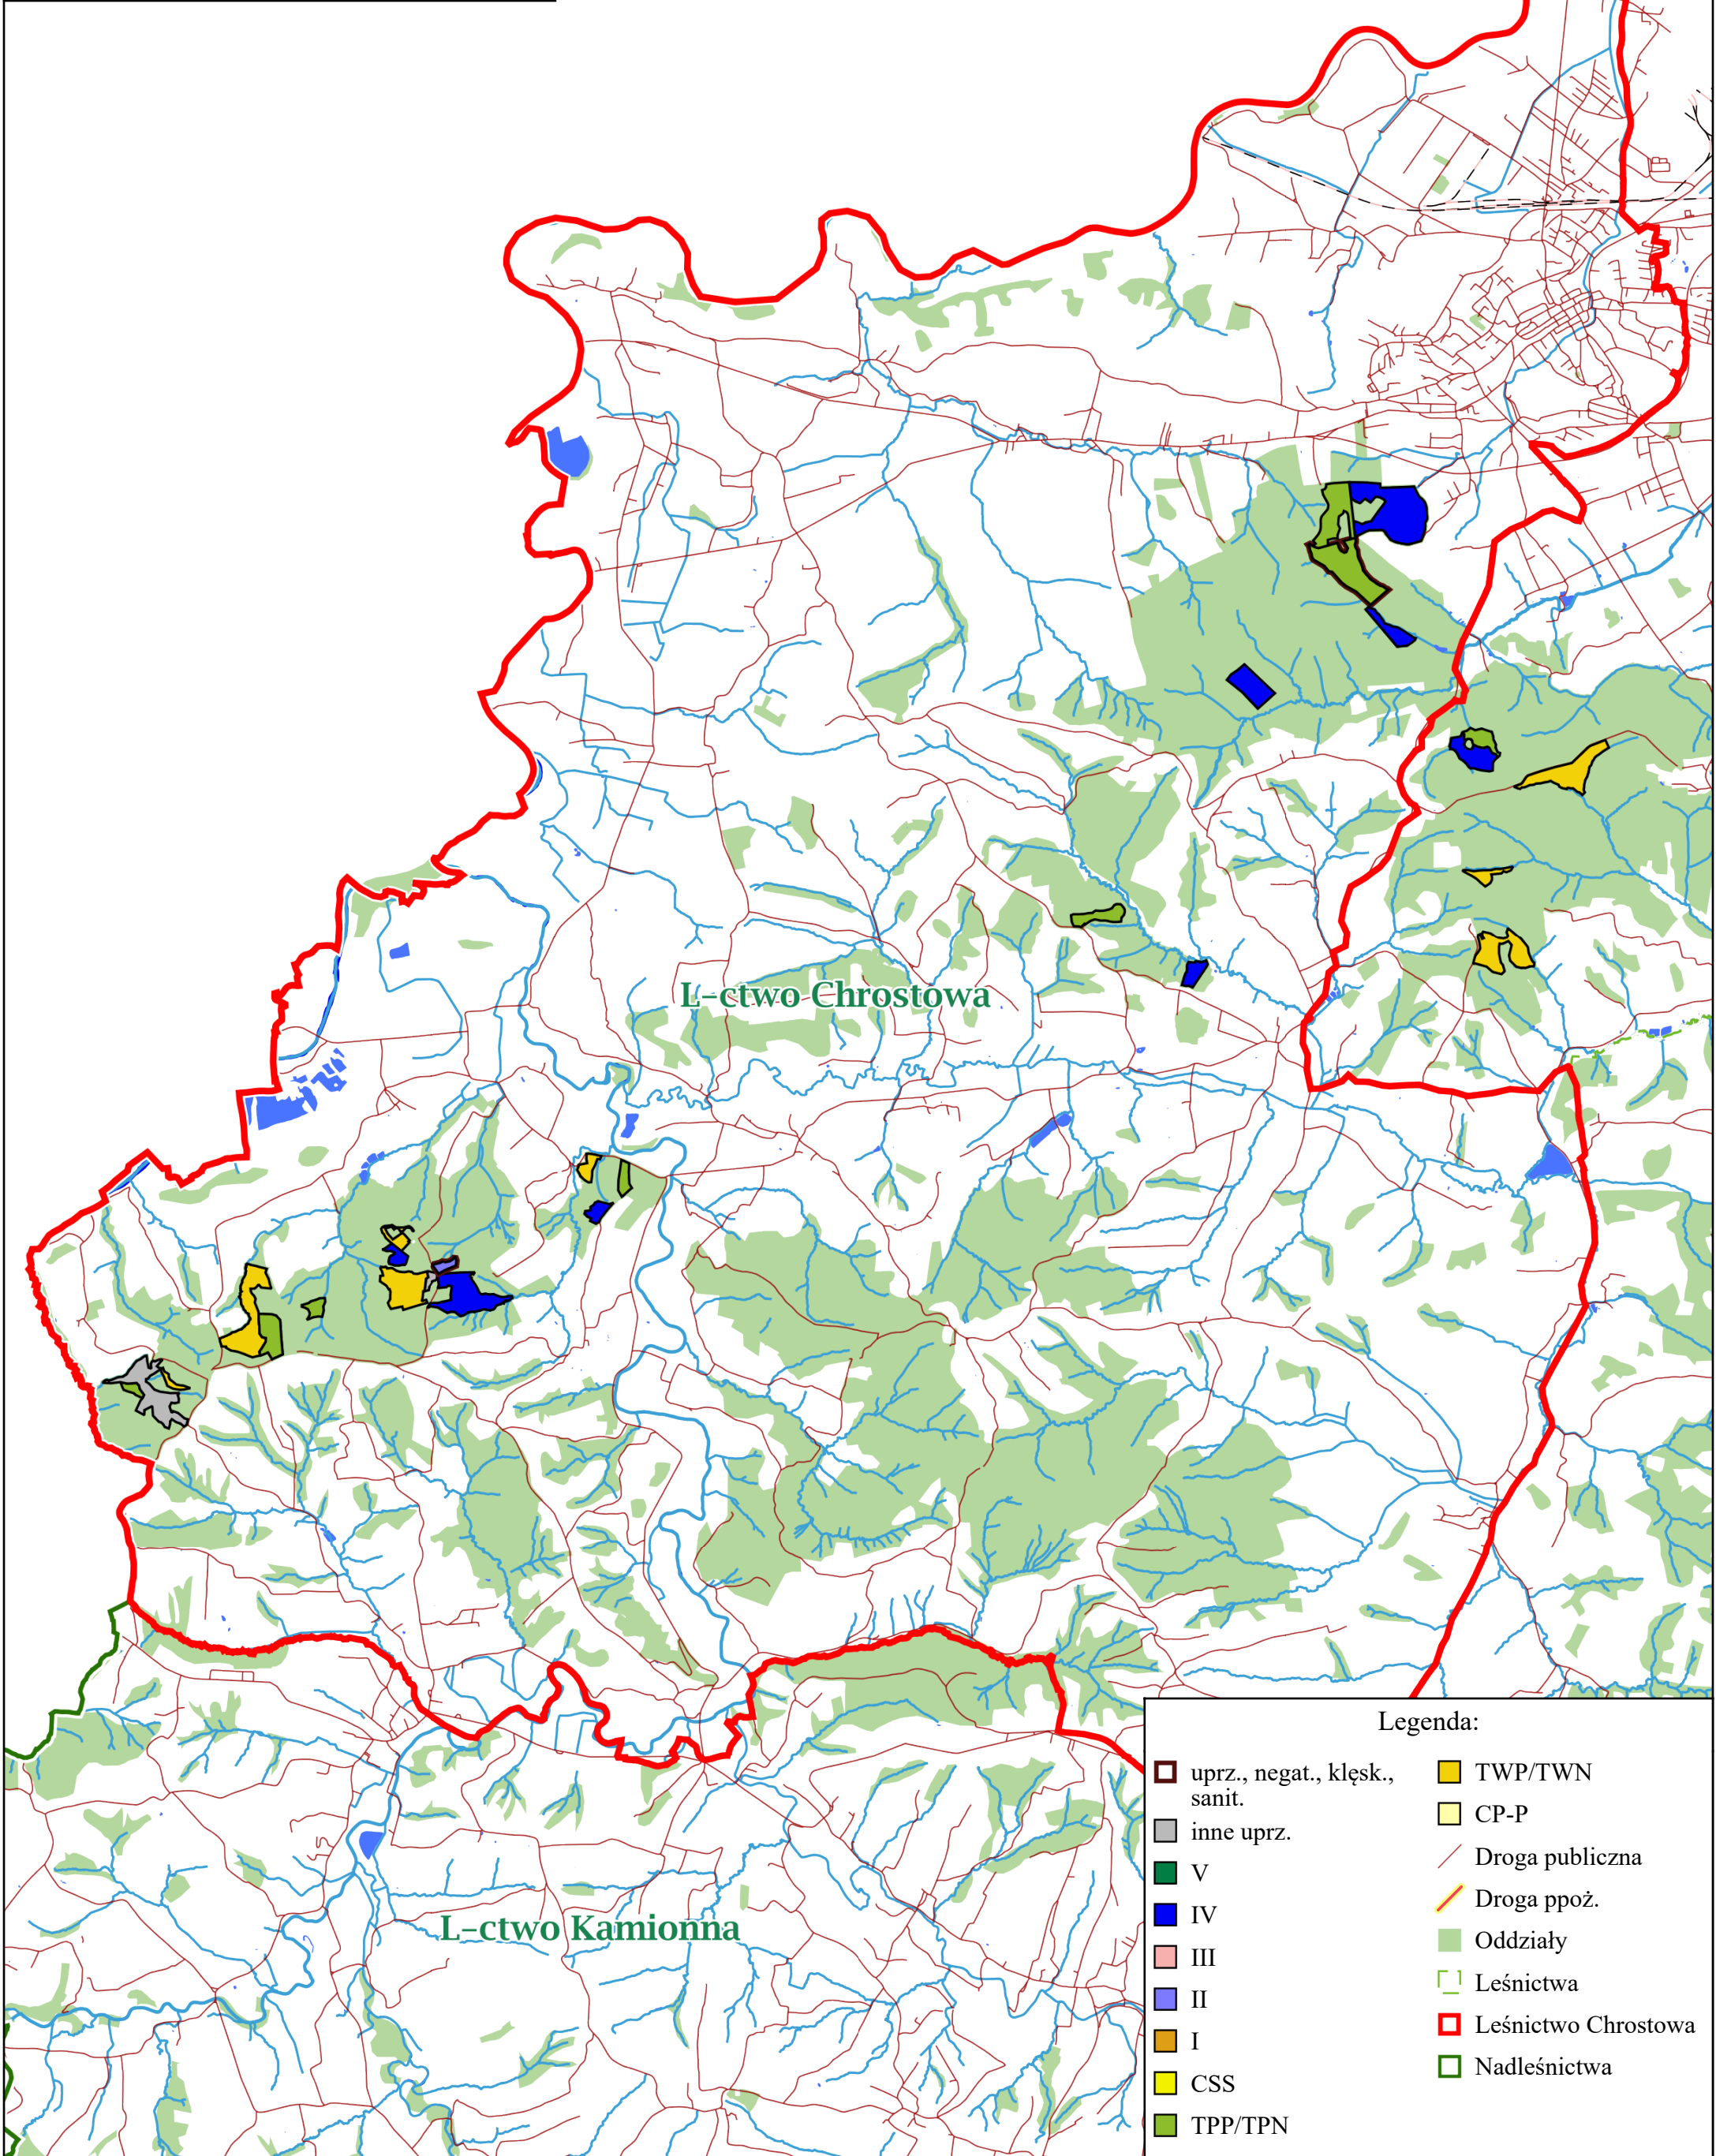 L-ctwo Chrostowa
L-ctwo Kamionna
Legenda:
uprz., negat., klęsk.,
sanit.
inne uprz.
V
IV
III
II
I
CSS
TPP/TPN
TWP/TWN
CP-P
Droga publiczna
Droga ppoż.
Oddziały
Leśnictwa
Leśnictwo Chrostowa
Nadleśnictwa